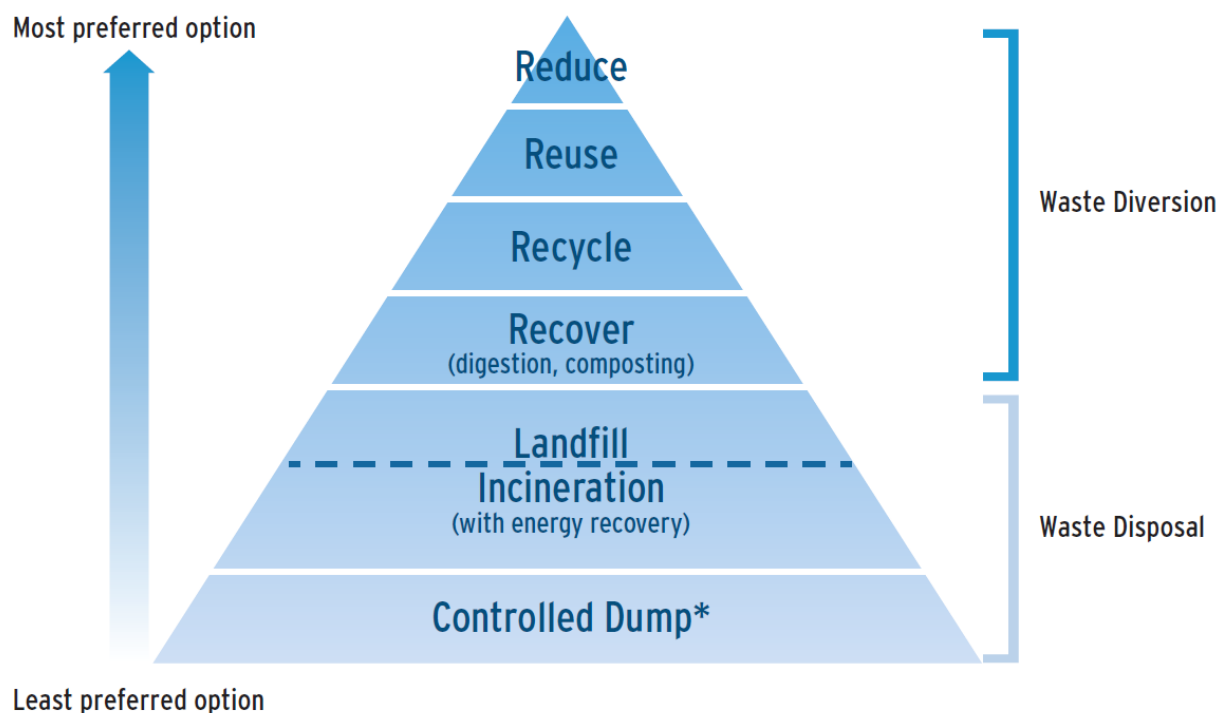 Most preferred option
Reduce
Reuse
Recycle
Recover
(digestion, composting)
Waste Diversion
Landfill
Incineration
(with energy recovery)
Waste Disposal
Controlled Dump*
Least preferred option